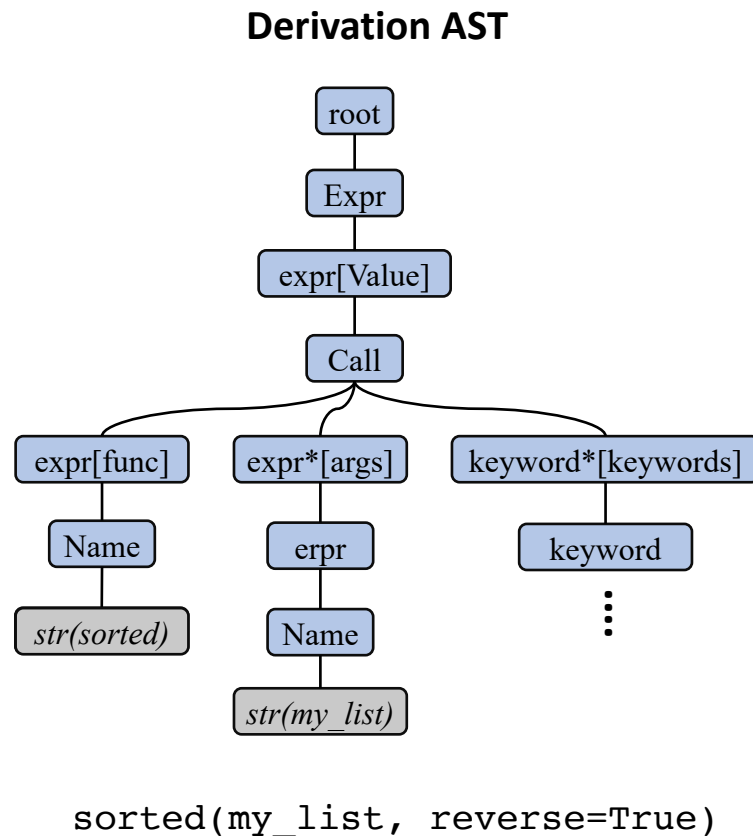 Derivation AST
root
Expr
expr[Value]
Call
expr[func] expr*[args] keyword*[keywords]
Name erpr keyword
str(sorted) Name
str(my_list)
sorted(my_list, reverse=True)